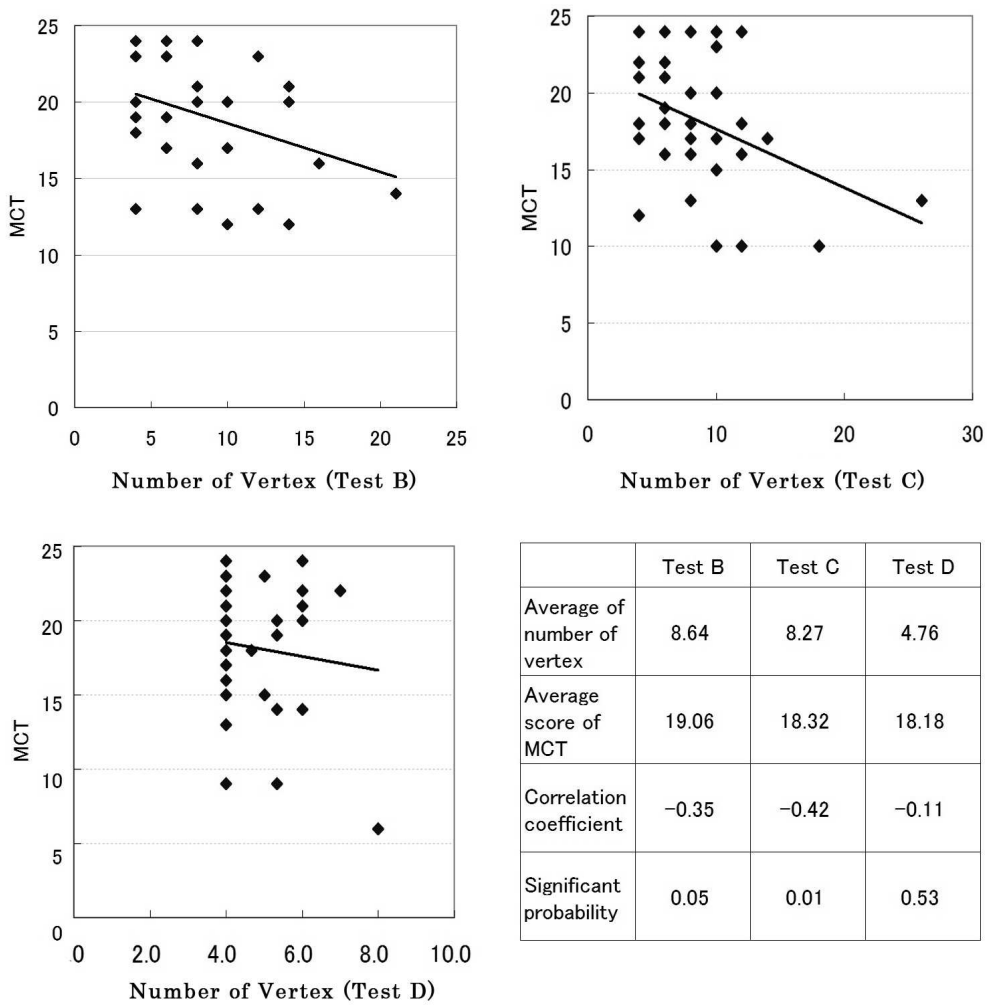 25
20
15
10
5
0
MCT
0 5 10 15 20 25
Number of Vertex (Test B)
25
20
15
10
5
0
MCT
0 10 20 30
Number of Vertex (Test C)
25
20
15
10
5
0
MCT
.0 2.0 4.0 6.0 8.0 10.0
Number of Vertex (Test D)
Test B Test C Test D
Average of
number of
vertex
8.64 8.27 4.76
Average
score of
MCT
19.06 18.32 18.18
Correlation
coefficient
−0.35 −0.42 −0.11
Significant
probability
0.05 0.01 0.53